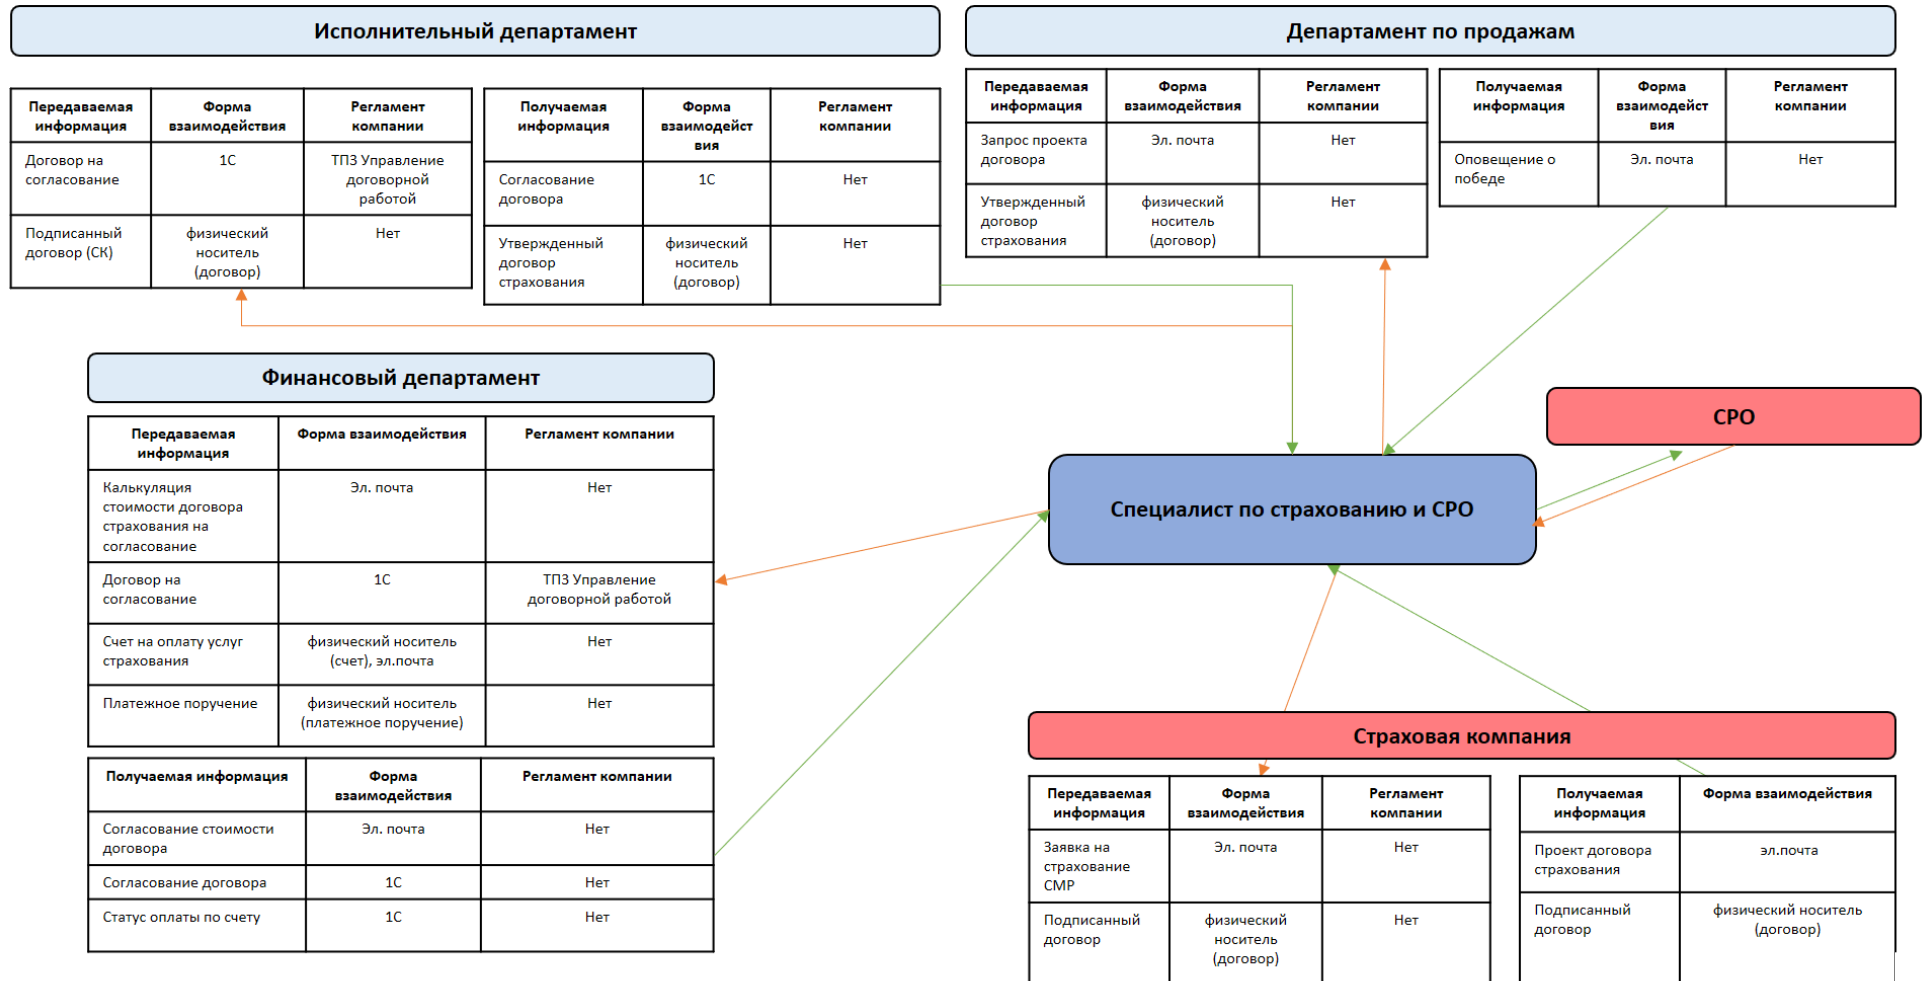 Исполнительный департамент
Передаваемая
информация
Форма
взаимодействия
Регламент
компании
Договор на
согласование
1С
ТПЗ Управление
договорной
работой
Подписанный
договор (СК)
физический
носитель
(договор)
Нет
Получаемая
информация
Форма
взаимодейст
вия
Регламент
компании
Согласование
договора
1С
Нет
Утвержденный
договор
страхования
физический
носитель
(договор)
Нет
Департамент по продажам
Передаваемая
информация
Форма
взаимодействия
Регламент
компании
Запрос проекта
договора
Эл. почта
Нет
Утвержденный
договор
страхования
физический
носитель
(договор)
Нет
Получаемая
информация
Форма
взаимодейст
вия
Регламент
компании
Оповещение о
победе
Эл. почта
Нет
Финансовый департамент
Передаваемая
информация
Форма взаимодействия
Регламент компании
Калькуляция
стоимости договора
страхования на
согласование
Эл. почта
Нет
Договор на
согласование
1С
ТПЗ Управление
договорной работой
Счет на оплату услуг
страхования
физический носитель
(счет), эл.почта
Нет
Платежное поручение
физический носитель
(платежное поручение)
Нет
Получаемая информация
Форма
взаимодействия
Регламент компании
Согласование стоимости
договора
Эл. почта
Нет
Согласование договора
1С
Нет
Статус оплаты по счету
1С
Нет
СРО
Специалист по страхованию и СРО
Страховая компания
Передаваемая
информация
Форма
взаимодействия
Регламент
компании
Заявка на
страхование
СМР
Эл. почта
Нет
Подписанный
договор
физический
носитель
(договор)
Нет
Получаемая
информация
Форма взаимодействия
Проект договора
страхования
эл.почта
Подписанный
договор
физический носитель
(договор)